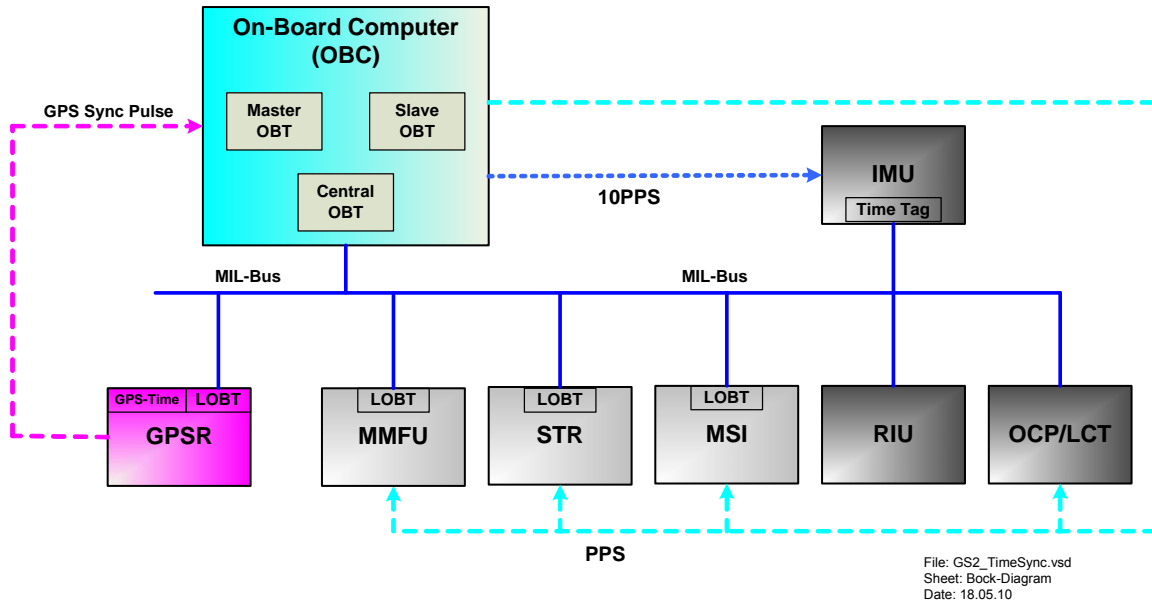 On-Board Computer
(OBC)
Master
OBT
Slave
OBT
Central
OBT
GPS Sync Pulse
10PPS
IMU
Time Tag
MIL-Bus
MIL-Bus
GPS-Time
LOBT
GPSR
LOBT
MMFU
LOBT
STR
LOBT
MSI
RIU
OCP/LCT
PPS
File: GS2_TimeSync.vsd
Sheet: Bock-Diagram
Date: 18.05.10